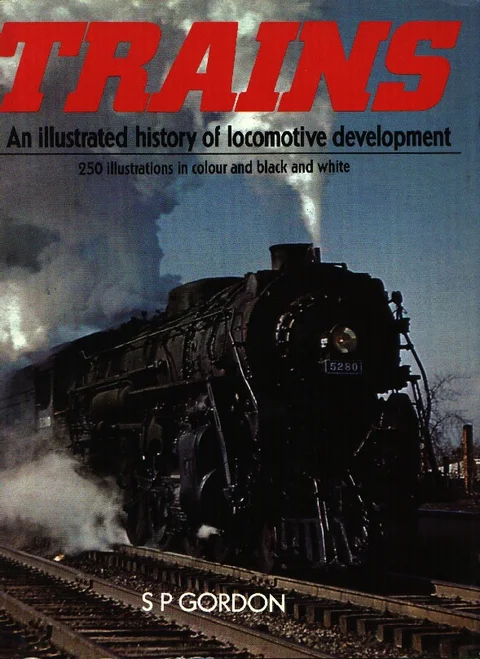 TRAINS
An illustrated history of locomotive development
250 illustrations in colour and black and white
5280
S P GORDON